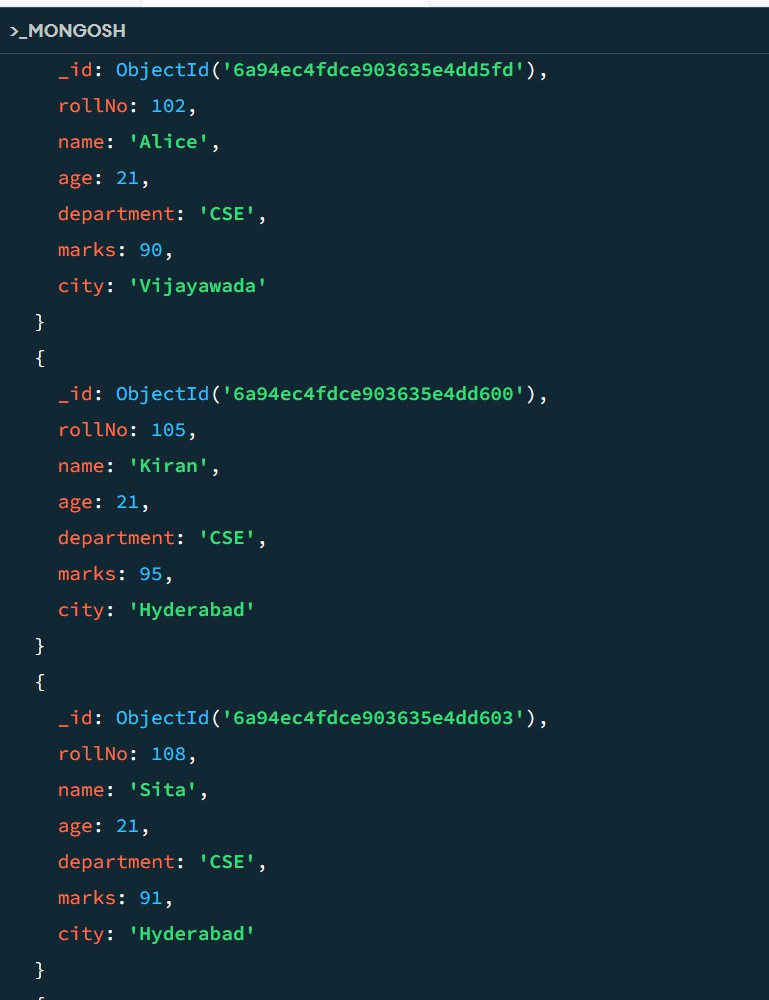 >_MONGOSH
_id: ObjectId('6a94ec4fdce903635e4dd5fd'),
rollNo: 102,
name: 'Alice',
age: 21,
department: 'CSE',
marks: 90,
city: 'Vijayawada'
}
{
_id: ObjectId('6a94ec4fdce903635e4dd600'),
rollNo: 105,
name: 'Kiran',
age: 21,
department: 'CSE',
marks: 95,
city: 'Hyderabad'
}
{
_id: ObjectId('6a94ec4fdce903635e4dd603'),
rollNo: 108,
name: 'Sita',
age: 21,
department: 'CSE',
marks: 91,
city: 'Hyderabad'
}